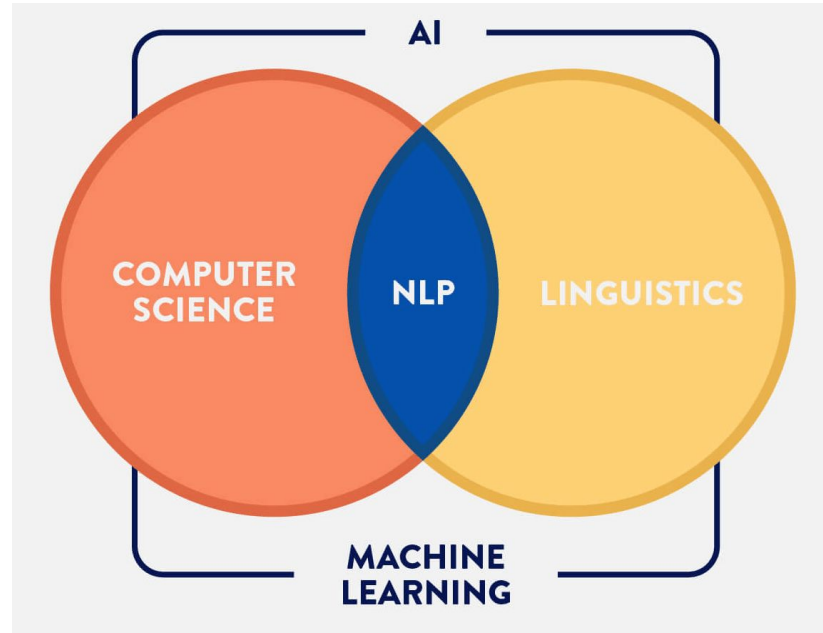 AI
COMPUTER
SCIENCE
NLP
LINGUISTICS
MACHINE
LEARNING